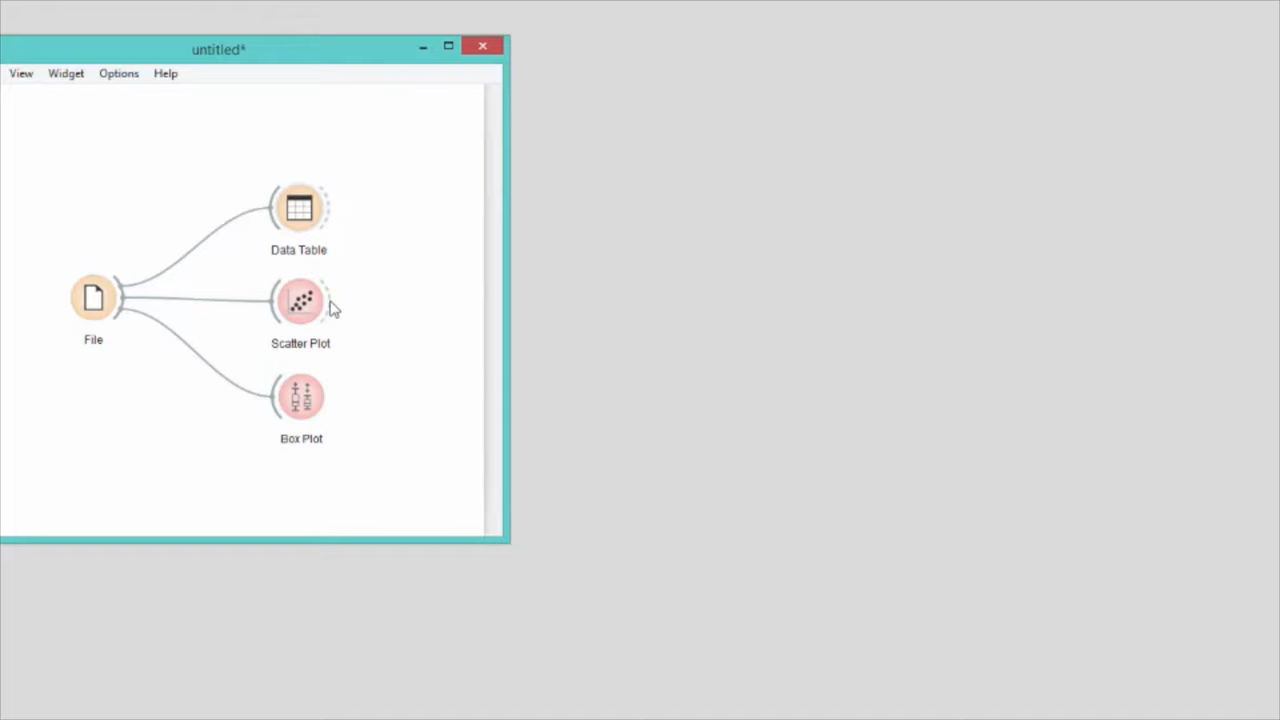 untitled*
View Widget Options Help
Data Table
File
Scatter Plot
Box Plot